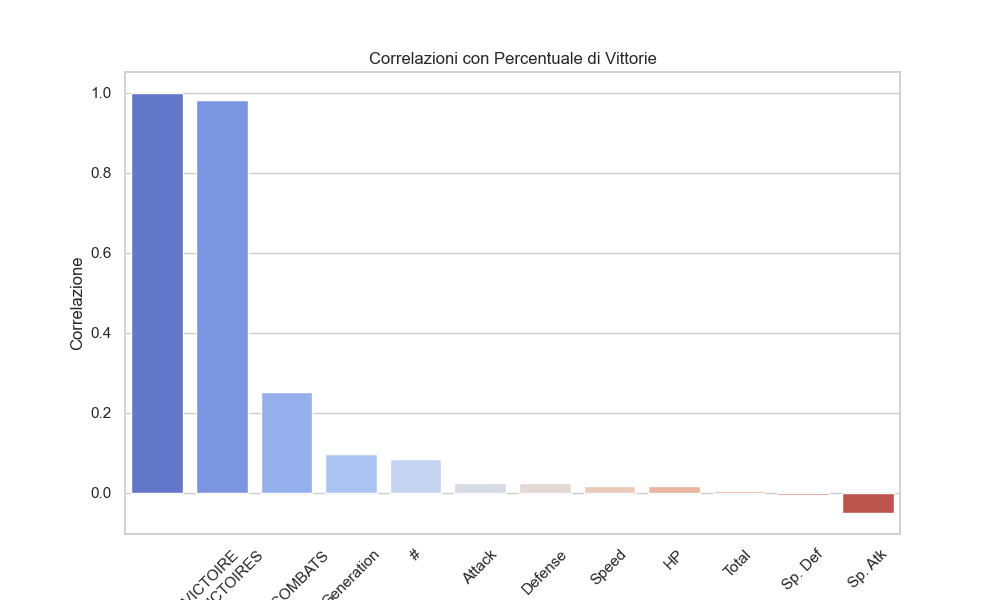 Correlazioni con Percentuale di Vittorie
Correlazione
1.0
0.8
0.6
0.4
0.2
0.0
VICTOIRE
CTOIRES
COMBATS
Generation
#
Attack
Defense
Speed
HP
Total
Sp. Def
Sp. Atk